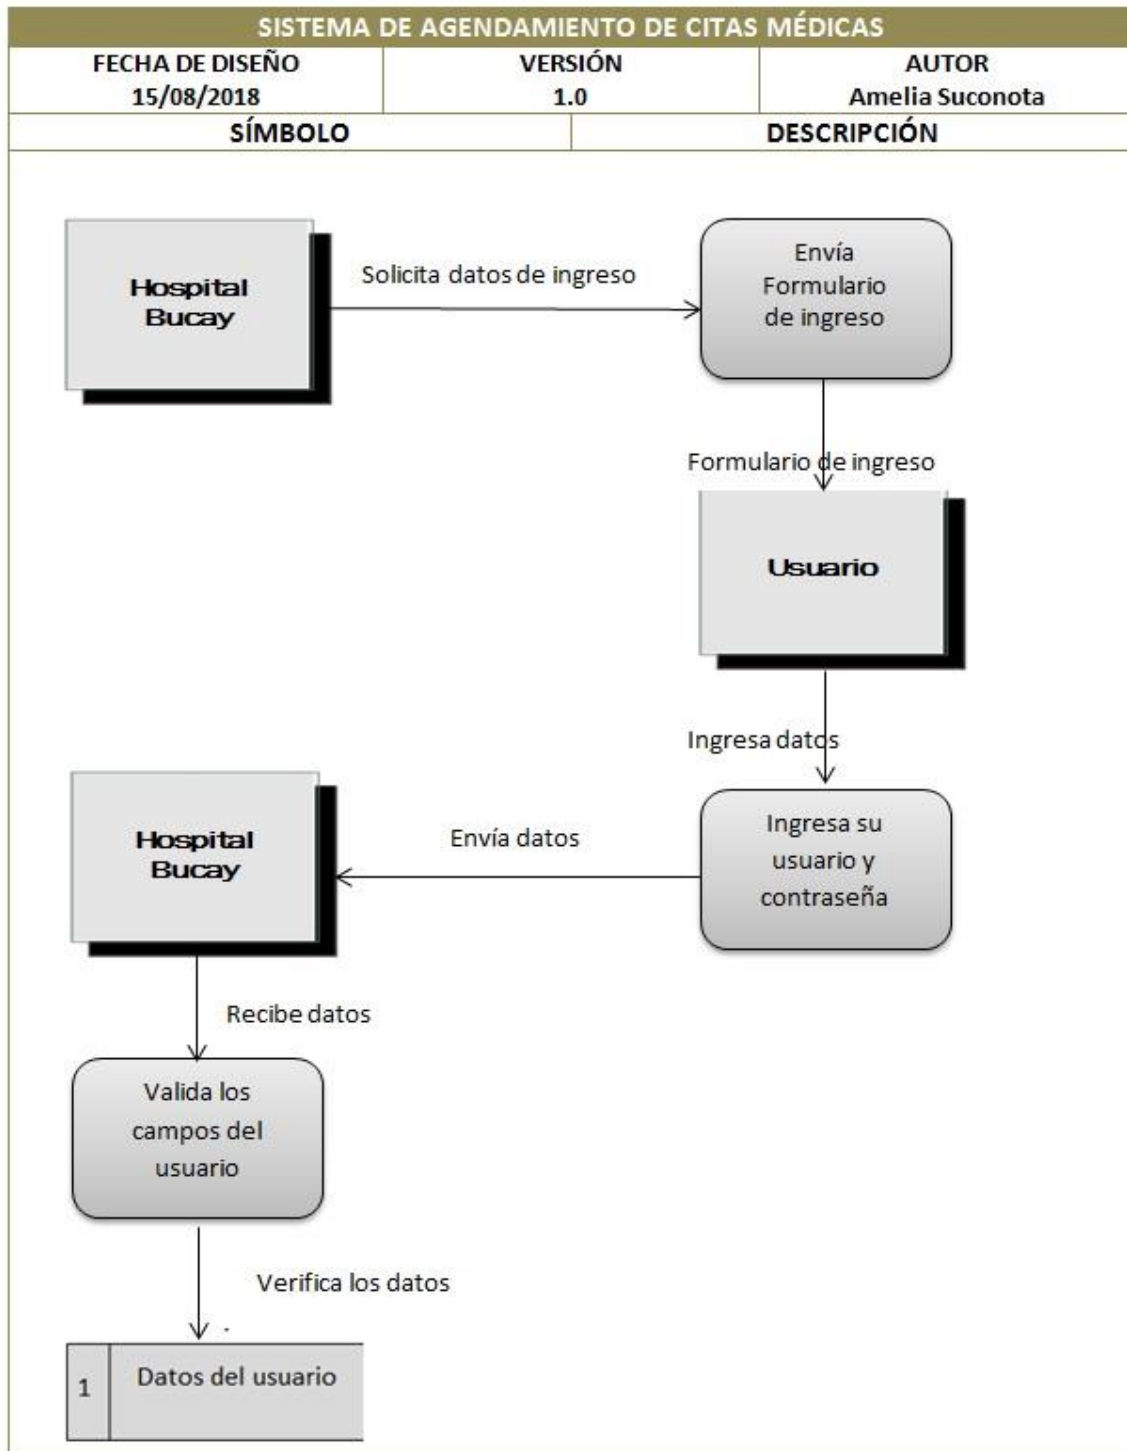 SISTEMA DE AGENDAMIENTO DE CITAS MÉDICAS
FECHA DE DISEÑO
15/08/2018
VERSIÓN
1.0
AUTOR
Amelia Suconota
SÍMBOLO
DESCRIPCIÓN
Hospital
Bucay
Solicita datos de ingreso
Envía
Formulario
de ingreso
Formulario de ingreso
Usuario
Ingresa datos
Ingresa su
usuario y
contraseña
Envía datos
Hospital
Bucay
Recibe datos
Valida los
campos del
usuario
Verifica los datos
1
Datos del usuario